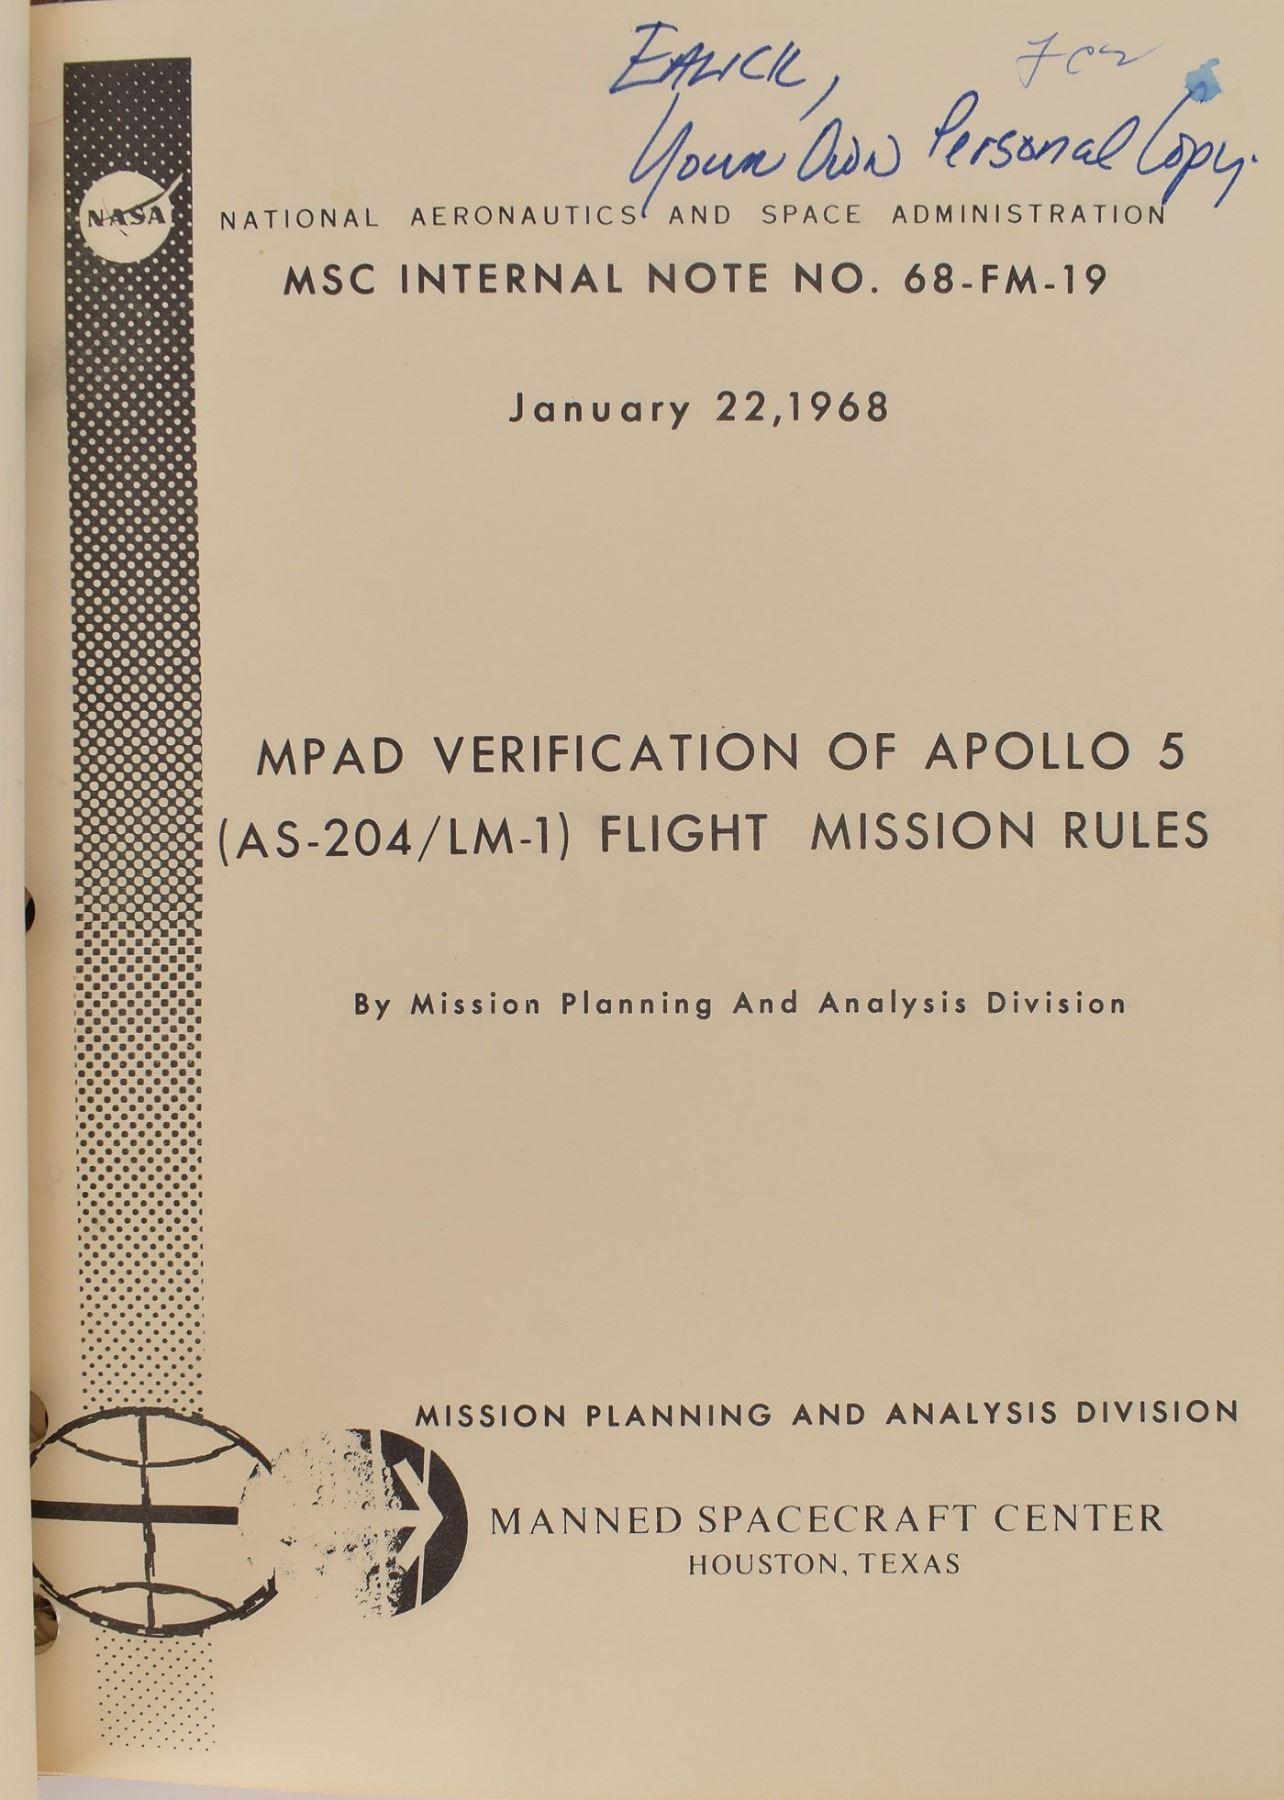 Your Own Personal Copy.
NASA
NATIONAL AERONAUTICS AND SPACE ADMINISTRATION
MSC INTERNAL NOTE NO. 68-FM-19
January 22,1968
MPAD VERIFICATION OF APOLLO 5
(AS-204/LM-1) FLIGHT MISSION RULES
By Mission Planning And Analysis Division
MISSION PLANNING AND ANALYSIS DIVISION
MANNED SPACECRAFT CENTER
HOUSTON, TEXAS